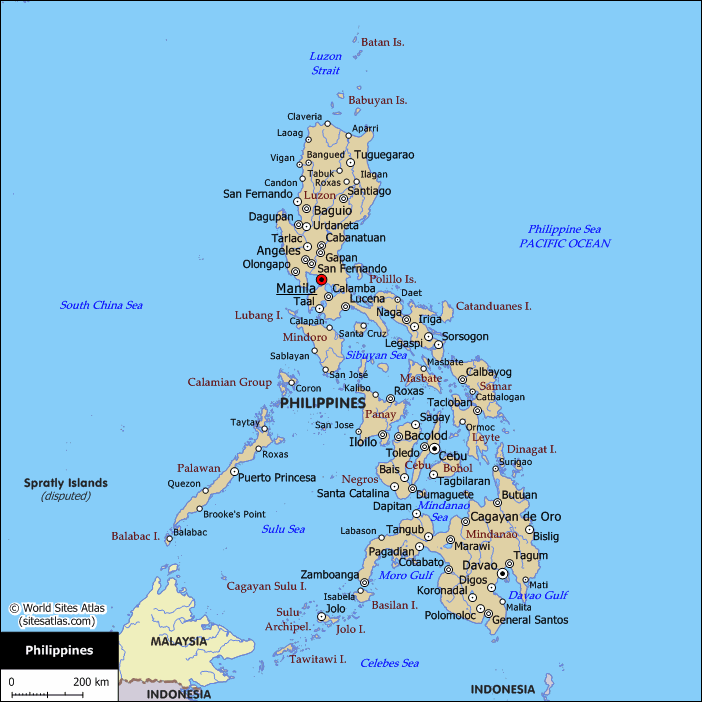 Batan Is.
Luzon
Strait
Babuyan Is.
Claveria
Aparri
Laoag
Bangued
Tuguegarao
Vigan
Tabuk
Ilagan
Candon
Roxas
Santiago
San Fernando
Luzon
Baguio
Dagupan
Urdaneta
Philippine Sea
PACIFIC OCEAN
Tarlac
Cabanatuan
Angeles
Gapan
Olongapo
San Fernando
Polillo Is.
Manila
Calamba
Daet
South China Sea
Taal
Lucena
Catanduanes I.
Lubang I.
Naga
Iriga
Calapan
Santa Cruz
Mindoro
Legaspi
Sorsogon
Sablayan
Sibuyan Sea
Masbate
San José
Calbayog
Calamian Group
Coron
Kalibo
Masbate
Samar
Roxas
Catbalogan
PHILIPPINES
Tacloban
Panay
Taytay
San Jose
Sagay
Ormoc
Iloilo
Bacolod
Leyte
Roxas
Toledo
Cebu
Dinagat I.
Palawan
Bais
Cebu
Bohol
Surigao
Puerto Princesa
Negros
Tagbilaran
Spratly Islands
(disputed)
Quezon
Santa Catalina
Dumaguete
Butuan
Dapitan
Mindanao
Sea
Brooke's Point
Cagayan de Oro
Sulu Sea
Labason
Tangub
Mindanao
Bislig
Balabac I.
Balabac
Marawi
Pagadian
Tagum
Cotabato
Davao
Zamboanga
Moro Gulf
Digos
Mati
Cagayan Sulu I.
Isabela
Koronadal
Davao Gulf
Basilan I.
Malita
© World Sites Atlas
(sitesatlas.com)
Sulu
Archipel.
Jolo
Polomoloc
General Santos
Jolo I.
MALAYSIA
Philippines
Tawitawi I.
Celebes Sea
0
200 km
INDONESIA
INDONESIA